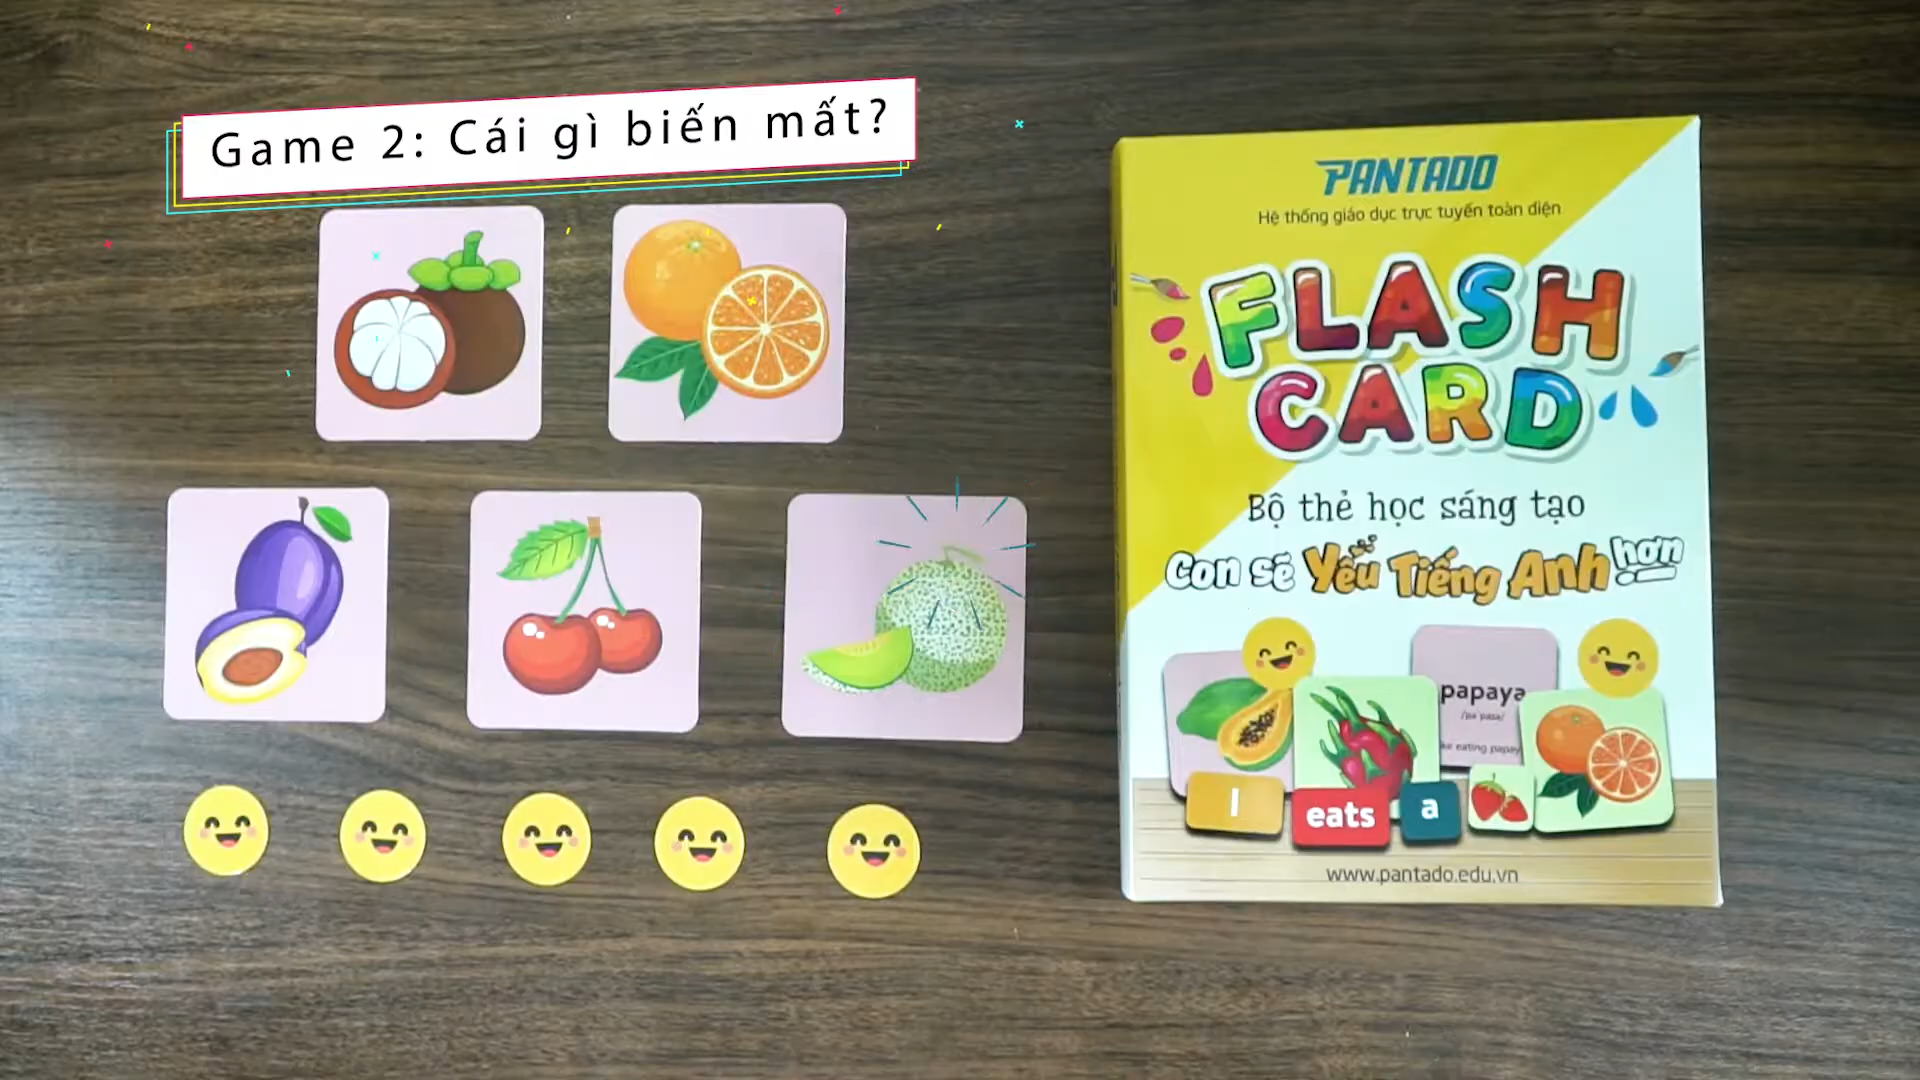 Game 2: Cái gì biến mất?
PANTADO
Hệ thống giáo dục trực tuyến toàn diện
FLASH
CARD
Bộ thẻ học sáng tạo
Con sẽ Yêu Tiếng Anh hơn
papaya
eating
I
eats
a
www.pantado.edu.vn